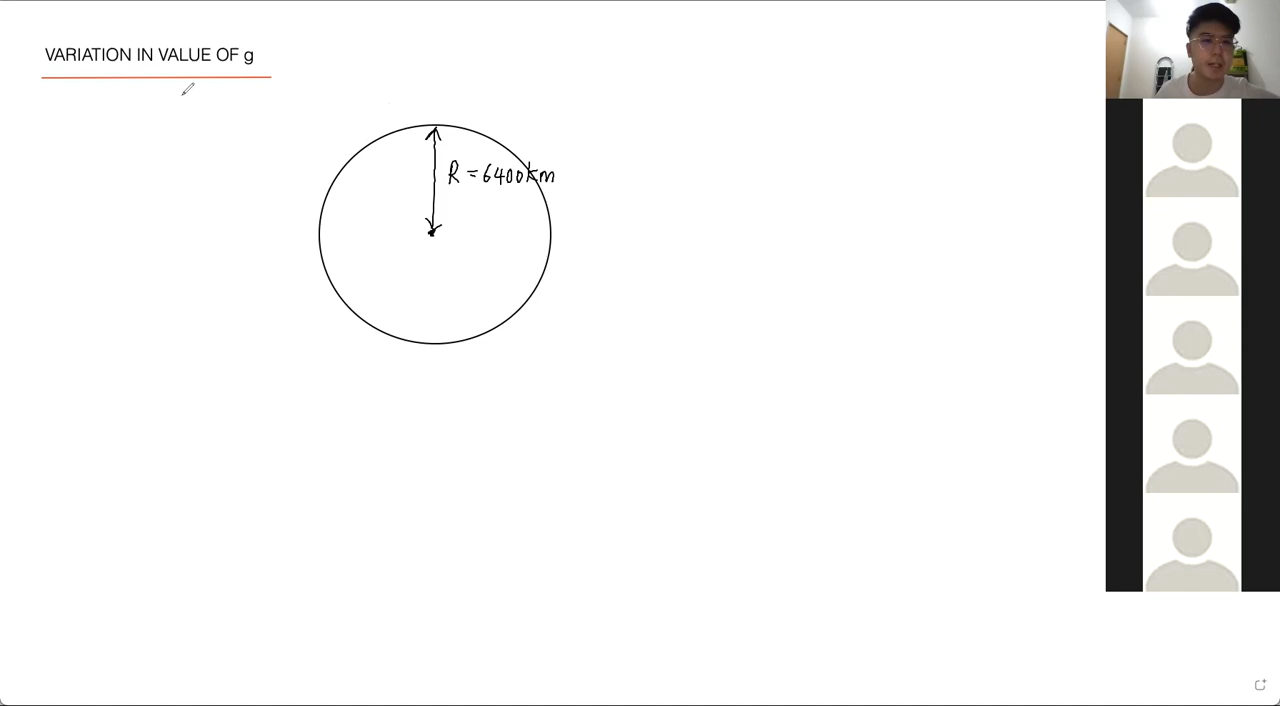 VARIATION IN VALUE OF g
R = 6400km